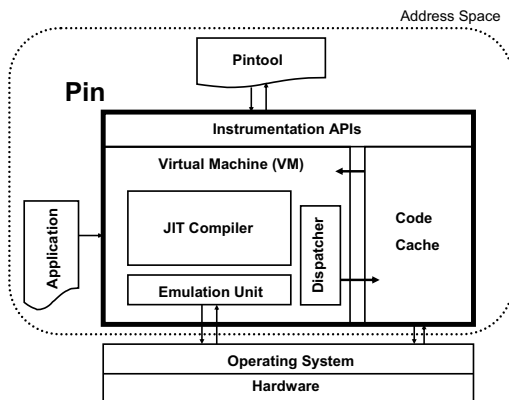 Address Space
Pintool
Pin
Instrumentation APIs
Virtual Machine (VM)
JIT Compiler
Emulation Unit
Dispatcher
Code
Cache
Application
Operating System
Hardware